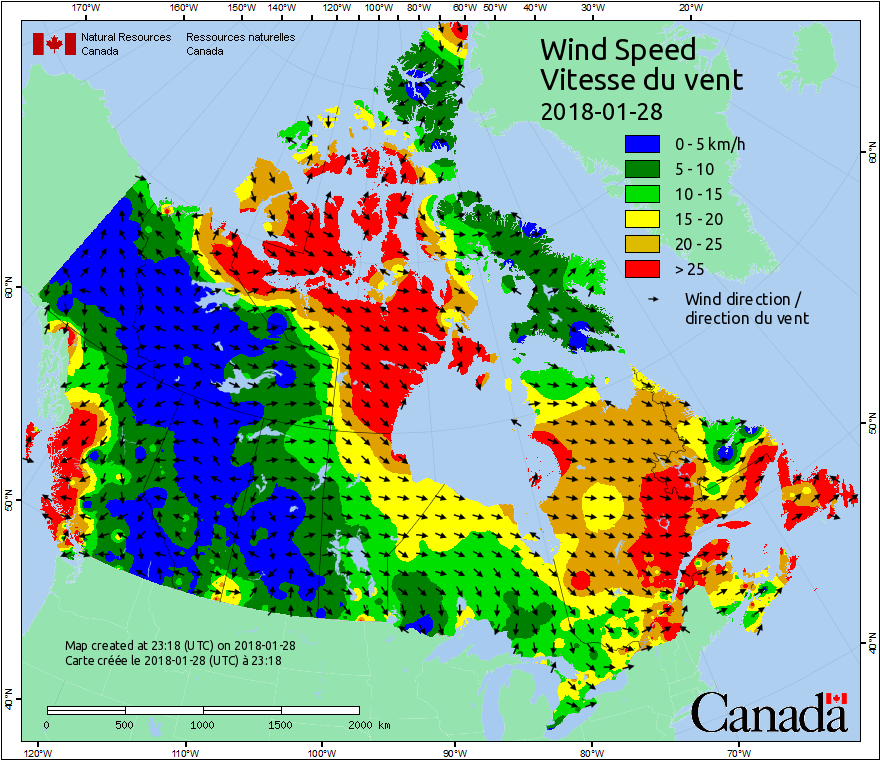 170°W 160°W 150°W 140°W 130°W 120°W 110°W 100°W 80°W 60°W 50°W 40°W 30°W 20°W
Natural Resources Canada
Ressources naturelles Canada
Wind Speed
Vitesse du vent
2018-01-28
0 - 5 km/h
5 - 10
10 - 15
15 - 20
20 - 25
> 25
Wind direction /
direction du vent
60°N
50°N
40°N
60°N
50°N
40°N
Map created at 23:18 (UTC) on 2018-01-28
Carte créée le 2018-01-28 (UTC) à 23:18
0 500 1000 1500 2000 km
Canada
120°W 110°W 100°W 90°W 80°W 70°W